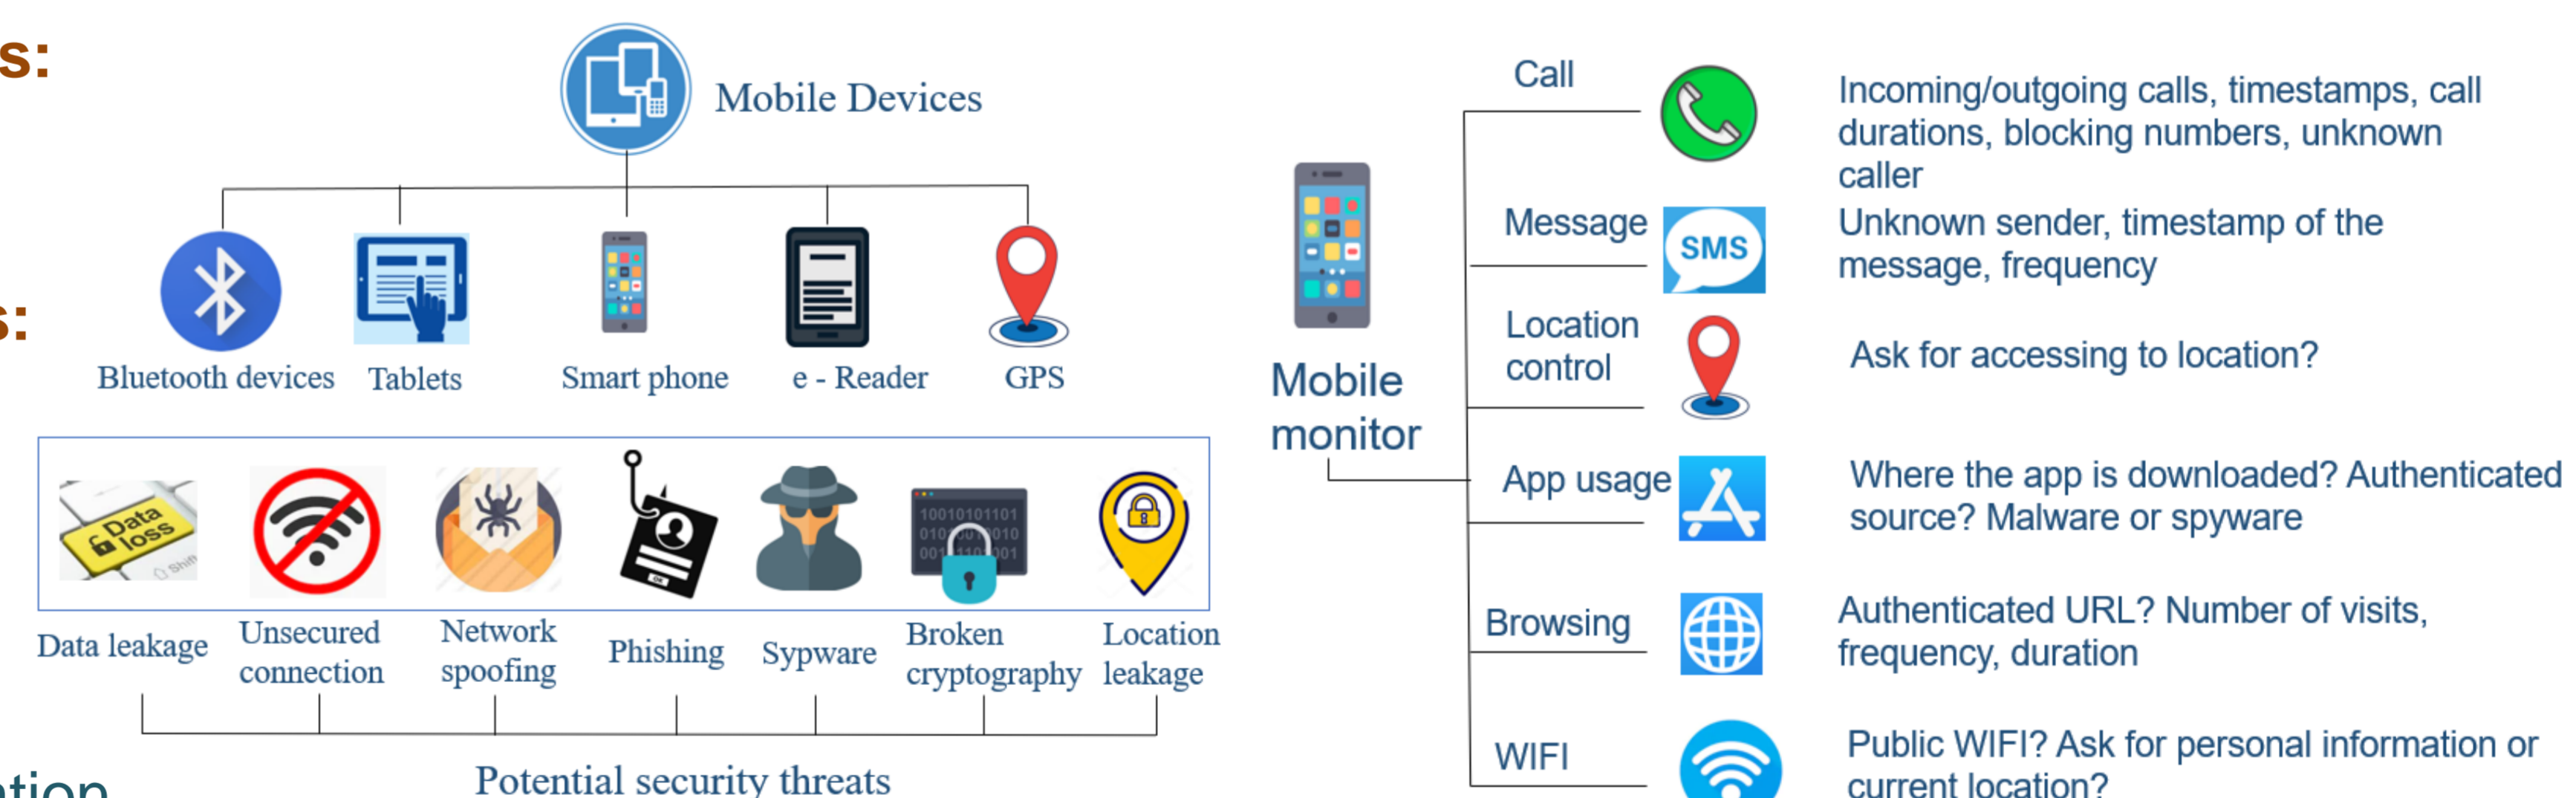 s:
Mobile Devices
Bluetooth devices
Tablets
Smart phone
e - Reader
GPS
s:
Data
loss
Shift
10010101101
Data leakage
Unsecured
connection
Network
spoofing
Phishing
Sypware
Broken
cryptography
Location
leakage
OK
Potential security threats
Mobile
monitor
Call
Incoming/outgoing calls, timestamps, call
durations, blocking numbers, unknown
caller
Message
SMS
Unknown sender, timestamp of the
message, frequency
Location
control
Ask for accessing to location?
App usage
Where the app is downloaded? Authenticated
source? Malware or spyware
Browsing
Authenticated URL? Number of visits,
frequency, duration
WIFI
Public WIFI? Ask for personal information or
current location?